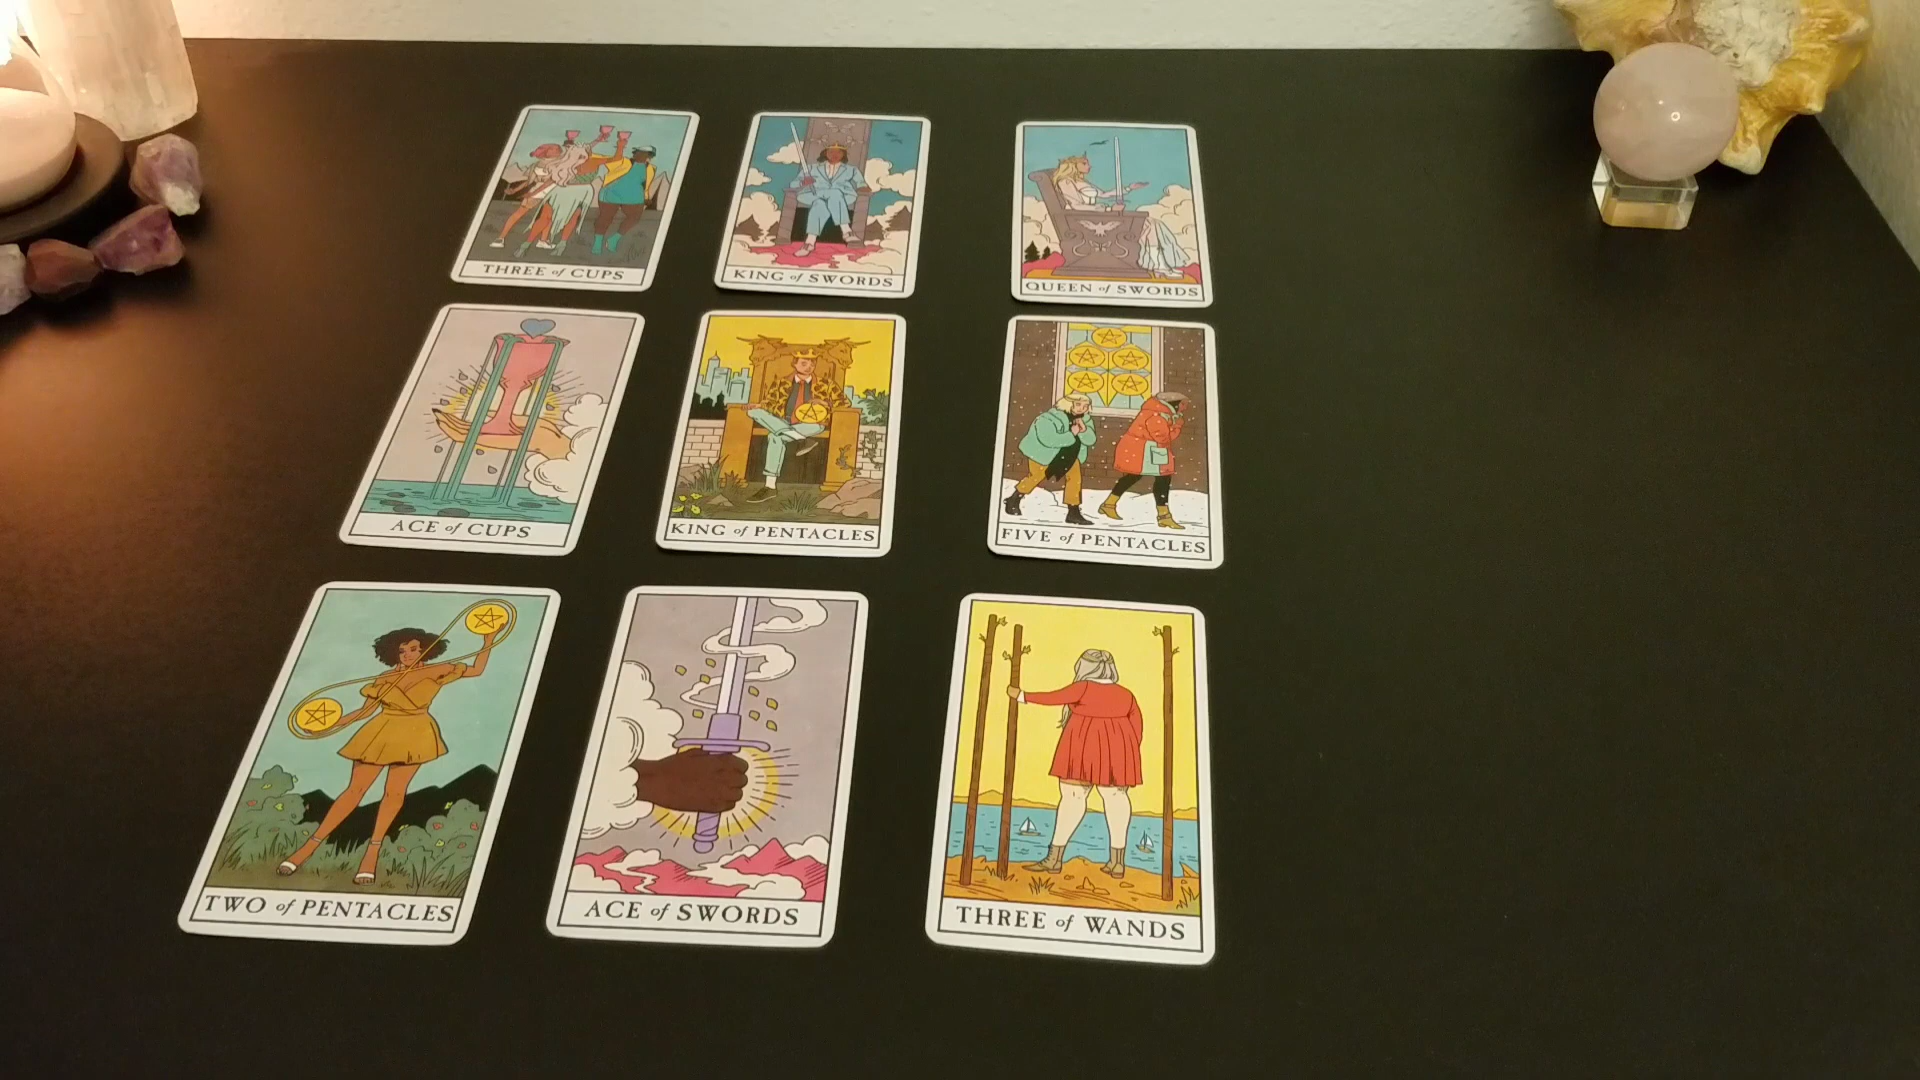 THREE of CUPS
KING of SWORDS
QUEEN of SWORDS
ACE of CUPS
KING of PENTACLES
FIVE of PENTACLES
TWO of PENTACLES
ACE of SWORDS
THREE of WANDS